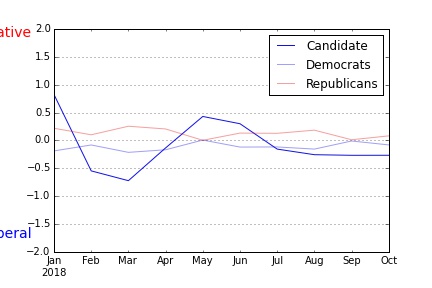 ative
peral
2.0
1.5
1.0
0.5
0.0
−0.5
−1.0
−1.5
−2.0
Candidate
Democrats
Republicans
Jan Feb Mar Apr May Jun Jul Aug Sep Oct
2018